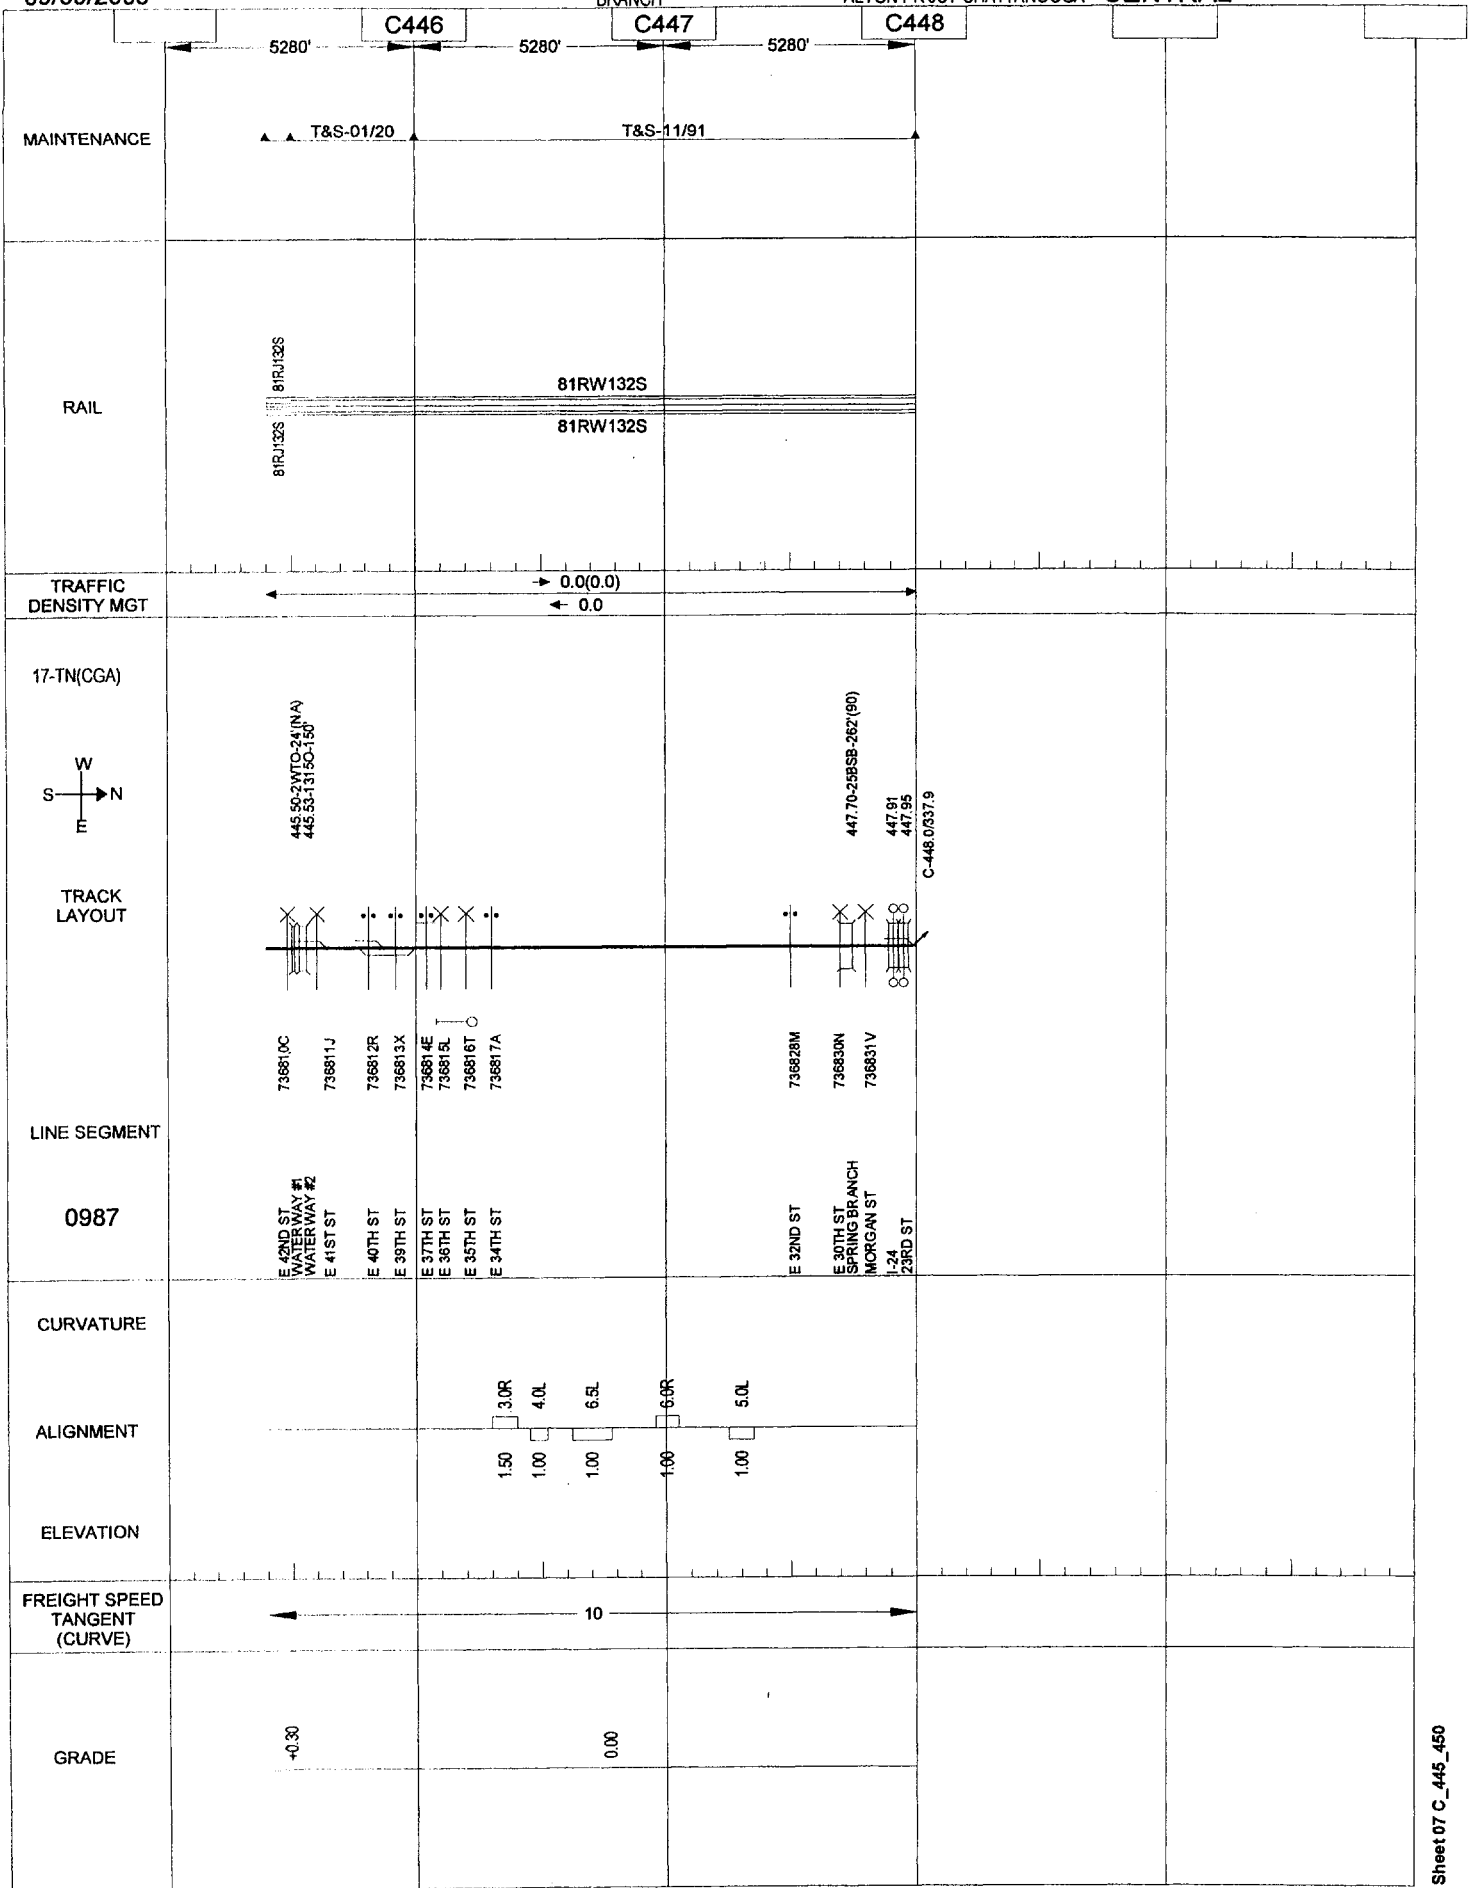 BRANCH
CENTRAL
C446
C447
C448
5280'
5280'
5280'
MAINTENANCE
T&S-01/20
T&S-11/91
RAIL
81RJ132S
81RJ132S
81RW132S
81RW132S
TRAFFIC
DENSITY MGT
0.0(0.0)
0.0
17-TN(CGA)
W
S
N
E
445.50-2WTO-24'(NA)
445.53-1315O-150'
447.70-25BSB-262'(90)
447.91
447.95
C-448.0/337.9
TRACK
LAYOUT
736810C
736811J
736812R
736813X
736814E
736815L
736816T
736817A
736828M
736830N
736831V
LINE SEGMENT
0987
E 42ND ST
WATERWAY #1
WATERWAY #2
E 41ST ST
E 40TH ST
E 39TH ST
E 37TH ST
E 36TH ST
E 35TH ST
E 34TH ST
E 32ND ST
E 30TH ST
SPRING BRANCH
MORGAN ST
I-24
23RD ST
CURVATURE
3.0R
4.0L
6.5L
6.0R
5.0L
ALIGNMENT
1.50
1.00
1.00
1.00
1.00
ELEVATION
FREIGHT SPEED
TANGENT
(CURVE)
10
GRADE
+0.30
0.00
Sheet 07 C_445_450